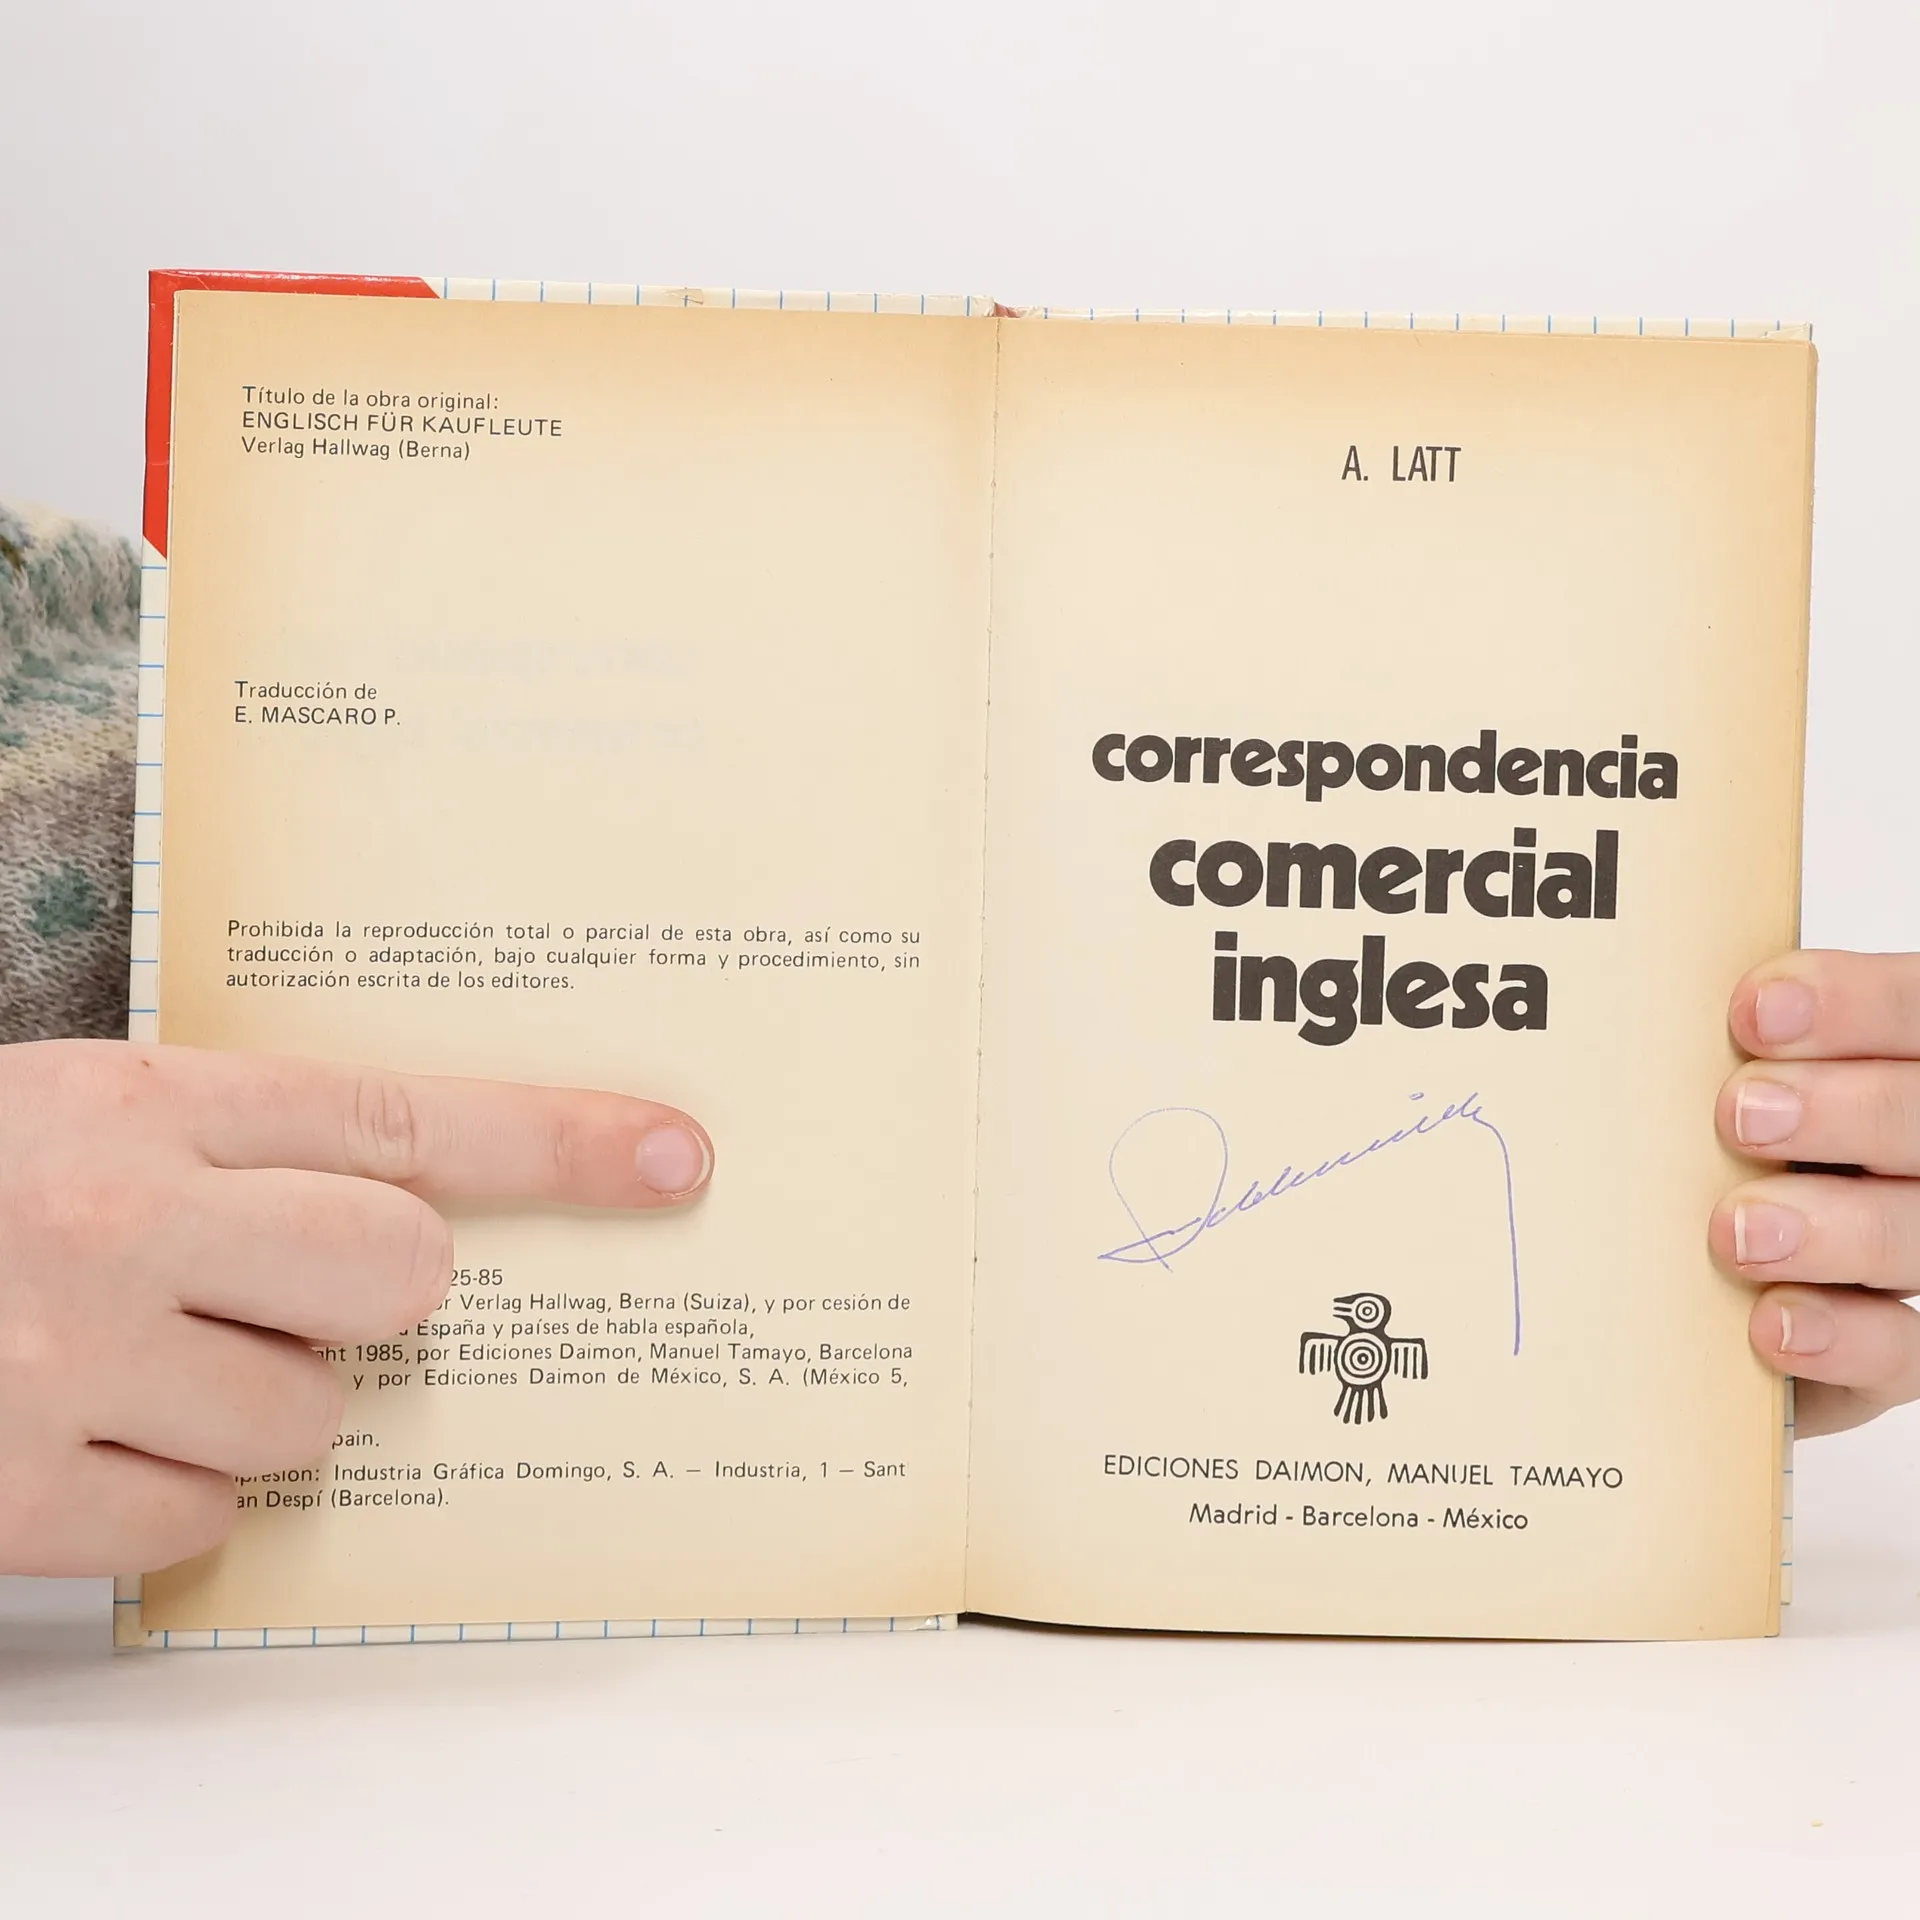 Título de la obra original:
ENGLISCH FÜR KAUFLEUTE
Verlag Hallwag (Berna)
Traducción de
E. MASCARO P.
Prohibida la reproducción total o parcial de esta obra, así como su
traducción o adaptación, bajo cualquier forma y procedimiento, sin
autorización escrita de los editores.
25-85
Verlag Hallwag, Berna (Suiza), y por cesión de
España y países de habla española,
1985, por Ediciones Daimon, Manuel Tamayo, Barcelona
y por Ediciones Daimon de México, S. A. (México 5,
pain.
presión: Industria Gráfica Domingo, S. A. — Industria, 1 — Sant
an Despí (Barcelona).
A. LATT
correspondencia
comercial
inglesa
EDICIONES DAIMON, MANUEL TAMAYO
Madrid - Barcelona - México